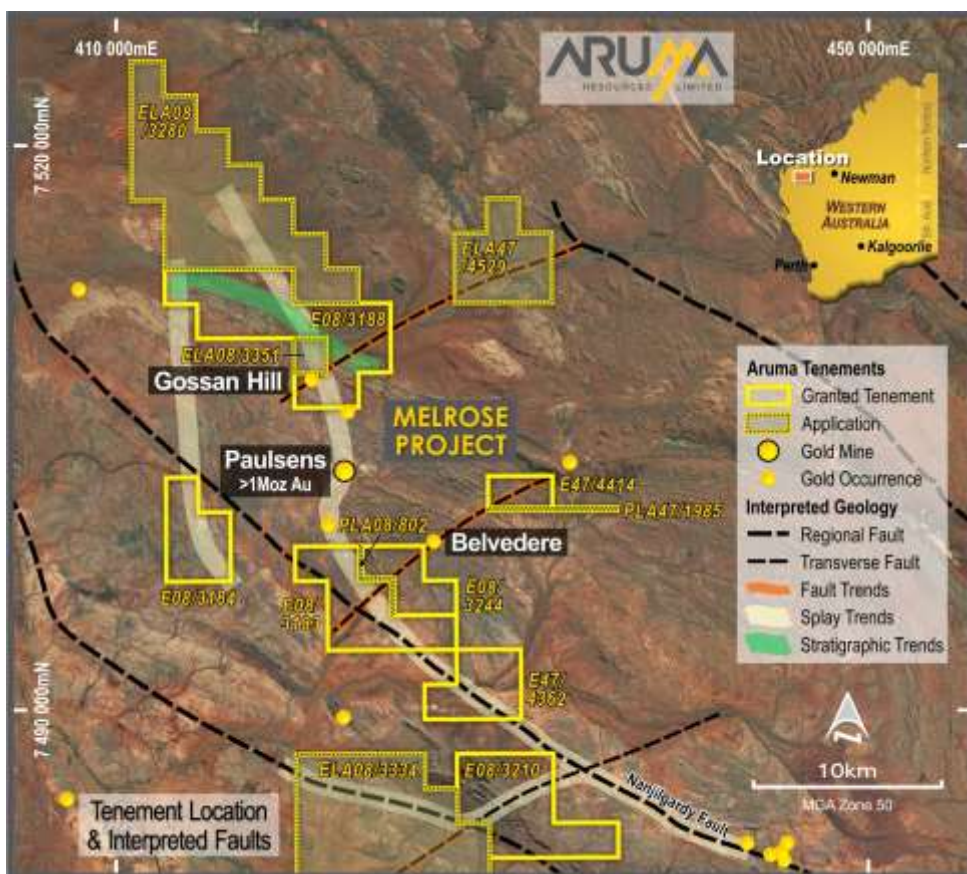 410 000mE
450 000mE
ARUMA
RESOURCES LIMITED
7 520 000mN
ELA08
/3280
Location
Newman
WESTERN
AUSTRALIA
Kalgoorlie
Perth
ELA47
/4529
E08/3188
ELA08/3351
Gossan Hill
MELROSE
PROJECT
Paulsens
>1Moz Au
E47/4414
PLA47/1985
PLA08/802
Belvedere
E08/3184
E08/
3183
E08/
3244
E47/
4362
7 490 000mN
ELA08/3334
E08/3210
Nanjilgardy Fault
Tenement Location
& Interpreted Faults
Aruma Tenements
Granted Tenement
Application
Gold Mine
Gold Occurrence
Interpreted Geology
Regional Fault
Transverse Fault
Fault Trends
Splay Trends
Stratigraphic Trends
10km
MGA Zone 50